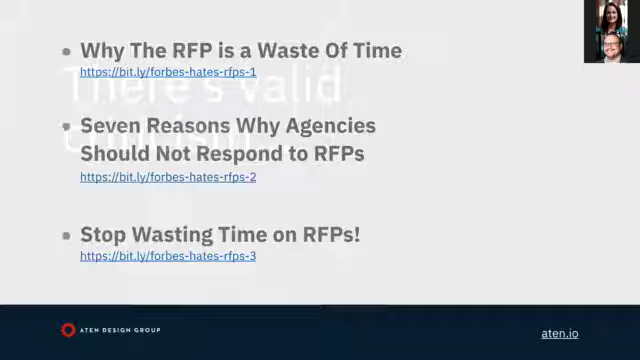 Why The RFP is a Waste Of Time
https://bit.ly/forbes-hates-rfps-1
There's valid
Seven Reasons Why Agencies
Should Not Respond to RFPs
https://bit.ly/forbes-hates-rfps-2
Stop Wasting Time on RFPs!
https://bit.ly/forbes-hates-rfps-3
ATEN DESIGN GROUP
aten.io